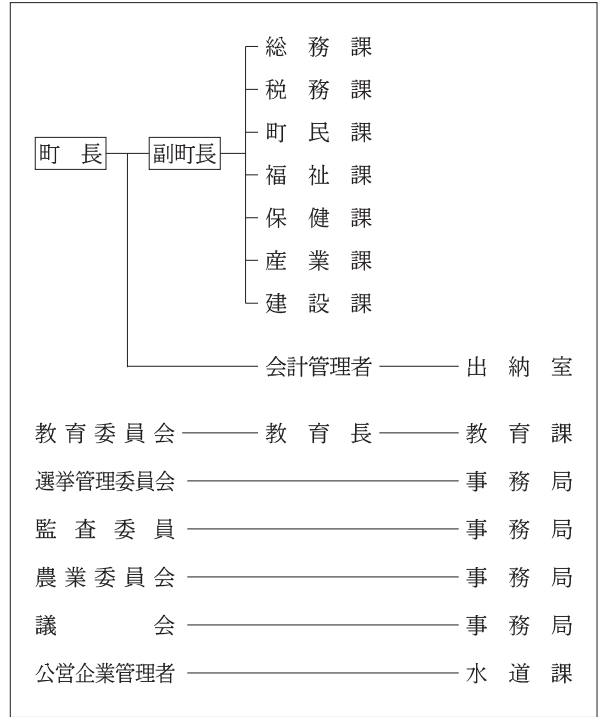 総務課
税務課
町民課
町長 副町長
福祉課
保健課
産業課
建設課
会計管理者 出納室
教育委員会 教育長 教育課
選挙管理委員会 事務局
監査委員 事務局
農業委員会 事務局
議会 事務局
公営企業管理者 水道課